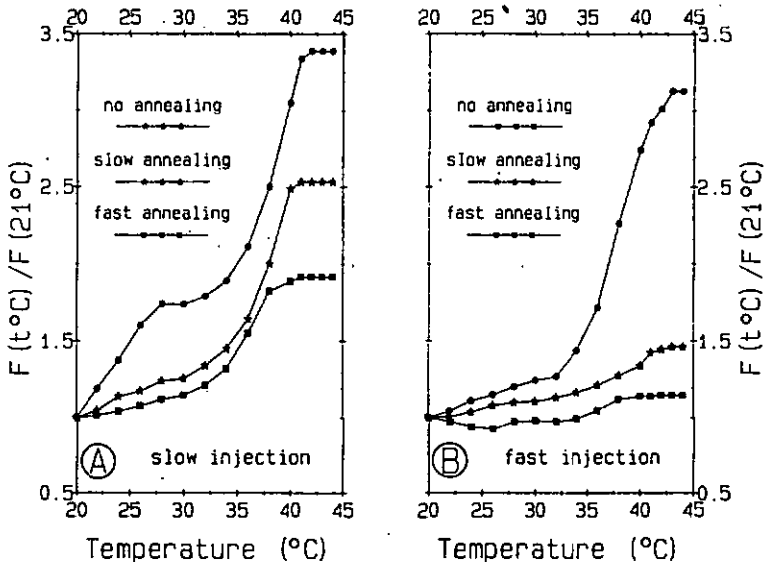 20 25 30 35 40 45
20 25 30 35 40 45
3.5
3.5
no annealing
no annealing
slow annealing
slow annealing
2.5
2.5
fast annealing
fast annealing
F (t°C) /F (21°C)
F (t°C) /F (21°C)
1.5
1.5
A
slow injection
B
fast injection
0.5
0.5
20 25 30 35 40 45
20 25 30 35 40 45
Temperature (°C)
Temperature (°C)